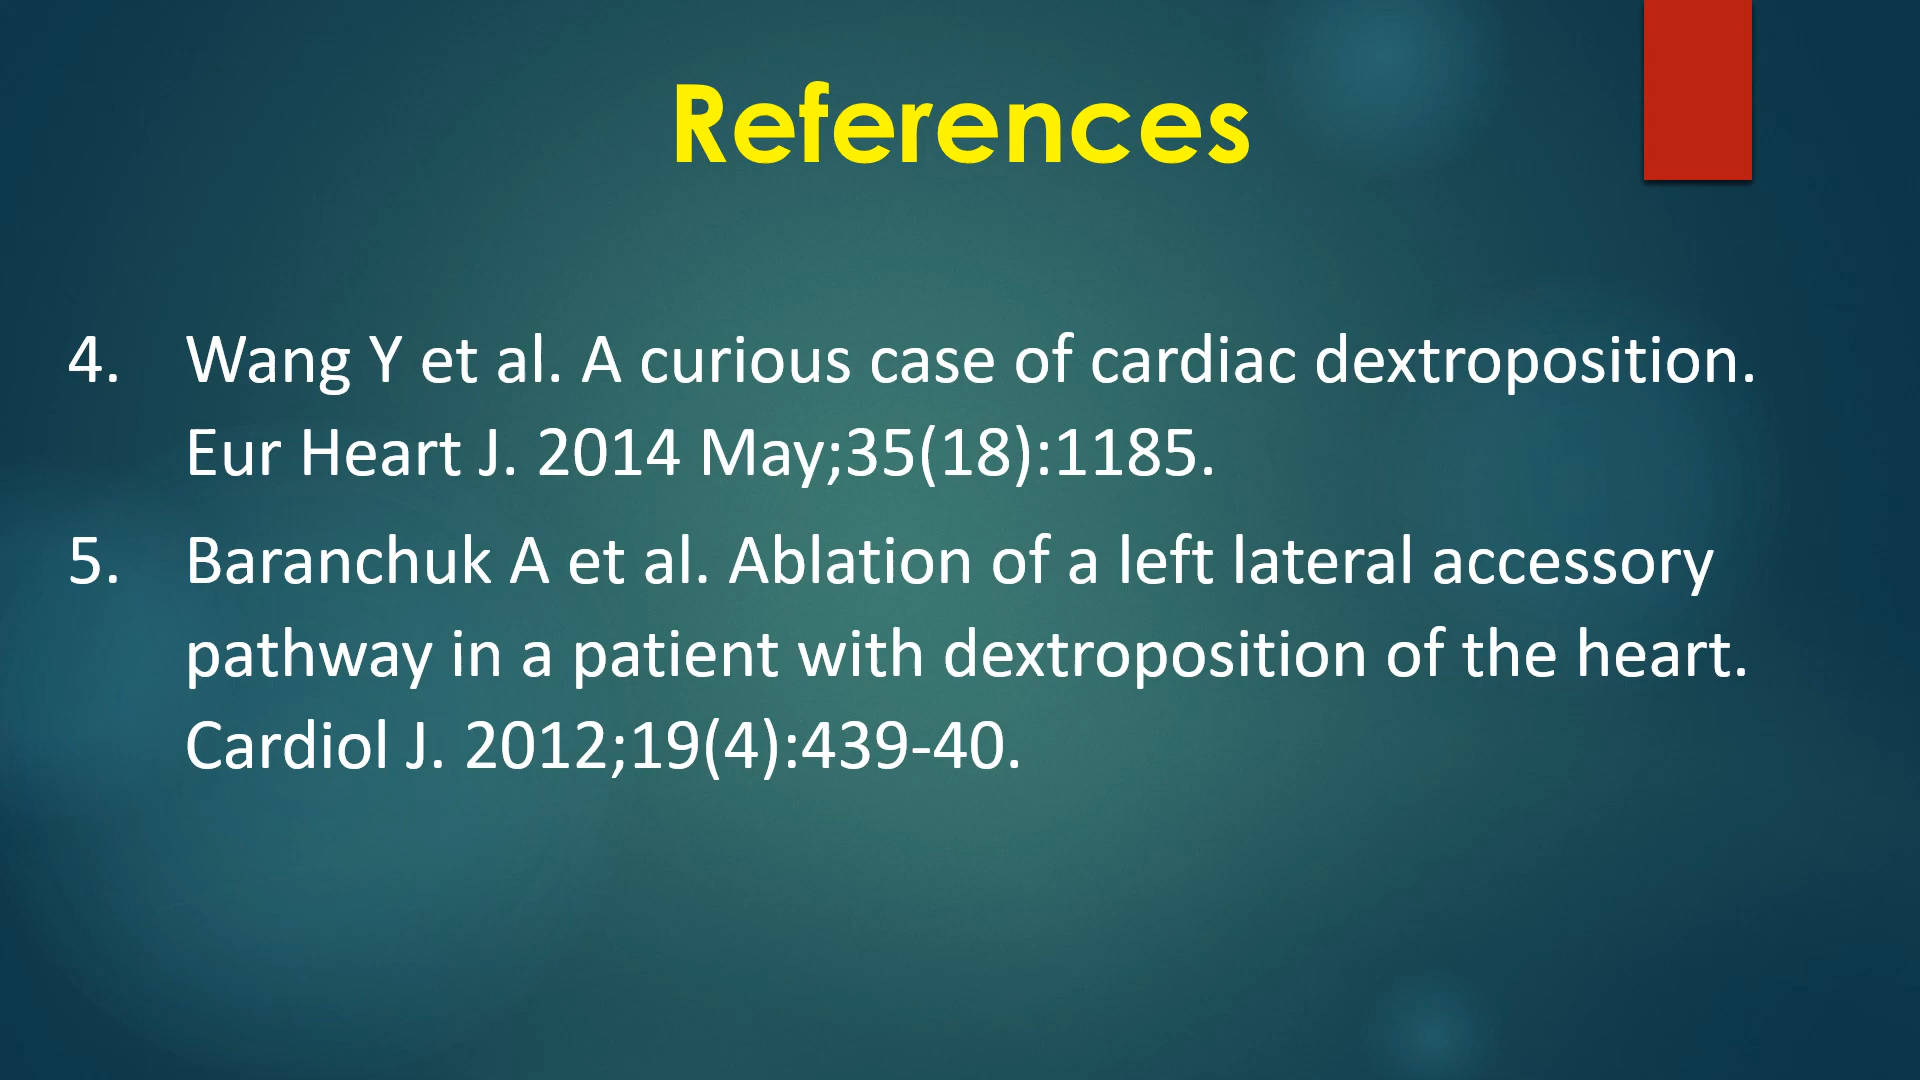 References
4. Wang Y et al. A curious case of cardiac dextroposition.
Eur Heart J. 2014 May;35(18):1185.
5. Baranchuk A et al. Ablation of a left lateral accessory
pathway in a patient with dextroposition of the heart.
Cardiol J. 2012;19(4):439-40.